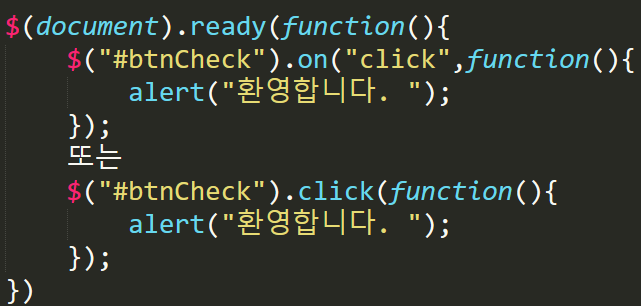 $(document).ready(function(){
    $("#btnCheck").on("click",function(){
        alert("환영합니다. ");
    });
    또는
    $("#btnCheck").click(function(){
        alert("환영합니다. ");
    });
})